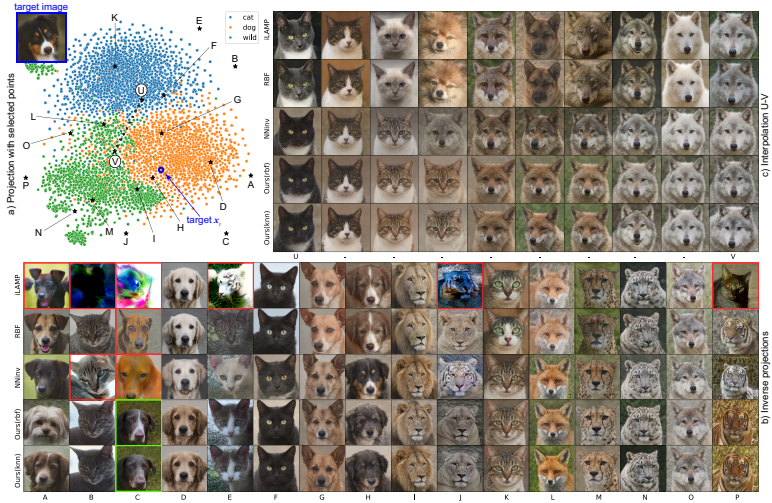 target image
a) Projection with selected points
cat
dog
wild
K
E
F
B
U
G
L
O
V
P
A
D
N
M
J
I
H
C
target x_t
iLAMP
RBF
NNinv
Ours(rbf)
Ours(knn)
U - - - - - - - - V
c) Interpolation U-V
iLAMP
RBF
NNinv
Ours(rbf)
Ours(knn)
A B C D E F G H I J K L M N O P
b) Inverse projections